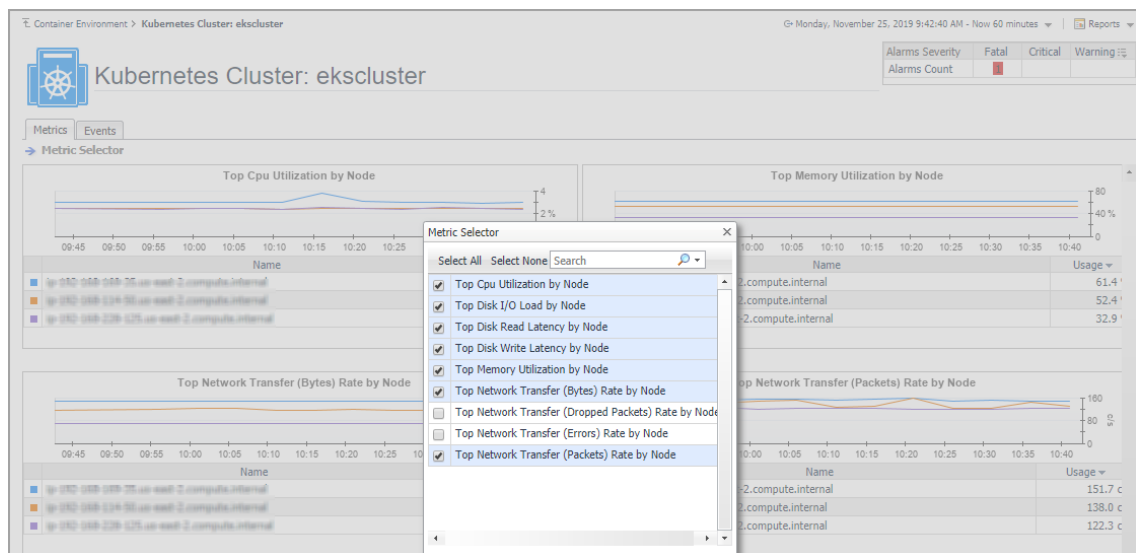 Container Environment > Kubernetes Cluster: ekscluster
Monday, November 25, 2019 9:42:40 AM - Now 60 minutes
Reports
Kubernetes Cluster: ekscluster
Alarms Severity Fatal Critical Warning
Alarms Count 1
Metrics Events
Metric Selector
Top Cpu Utilization by Node
4
2 %
09:45 09:50 09:55 10:00 10:05 10:10 10:15 10:20 10:25
Name
Top Memory Utilization by Node
80
40 %
0
10:00 10:05 10:10 10:15 10:20 10:25 10:30 10:35 10:40
Name Usage
2.compute.internal 61.4
2.compute.internal 52.4
-2.compute.internal 32.9
Metric Selector
Select All Select None Search
Top Cpu Utilization by Node
Top Disk I/O Load by Node
Top Disk Read Latency by Node
Top Disk Write Latency by Node
Top Memory Utilization by Node
Top Network Transfer (Bytes) Rate by Node
Top Network Transfer (Dropped Packets) Rate by Node
Top Network Transfer (Errors) Rate by Node
Top Network Transfer (Packets) Rate by Node
Top Network Transfer (Bytes) Rate by Node
09:45 09:50 09:55 10:00 10:05 10:10 10:15 10:20
Name
op Network Transfer (Packets) Rate by Node
160
80 c/s
0
10:00 10:05 10:10 10:15 10:20 10:25 10:30 10:35 10:40
Name Usage
2.compute.internal 151.7 c
2.compute.internal 138.0 c
-2.compute.internal 122.3 c